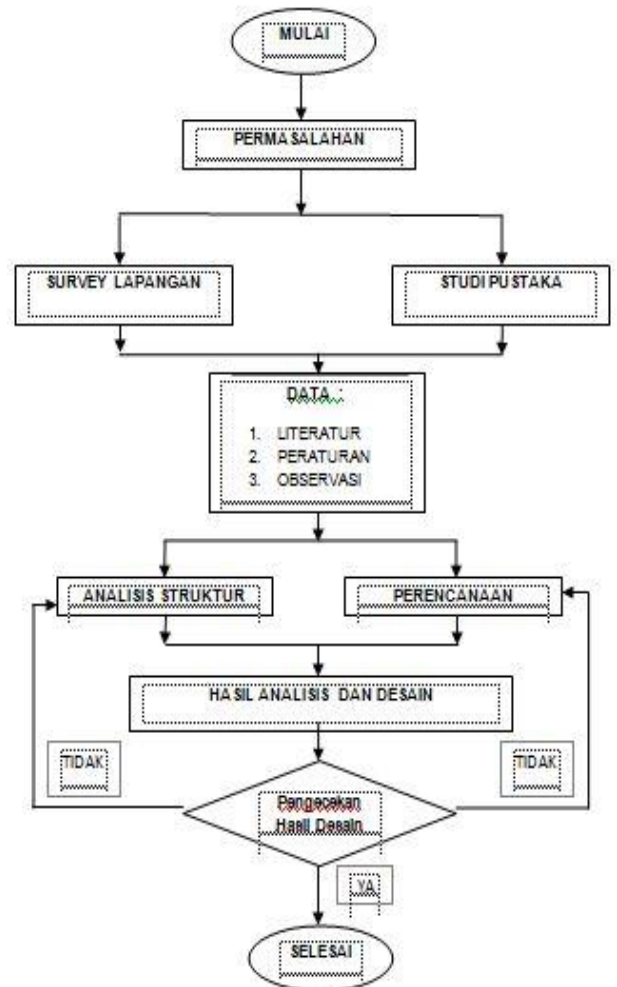 MULAI
PERMASALAHAN
SURVEY LAPANGAN
STUDI PUSTAKA
DATA :
1. LITERATUR
2. PERATURAN
3. OBSERVASI
ANALISIS STRUKTUR
PERENCANAAN
HASIL ANALISIS DAN DESAIN
TIDAK
TIDAK
Pengecekan
Hasil Desain
YA
SELESAI